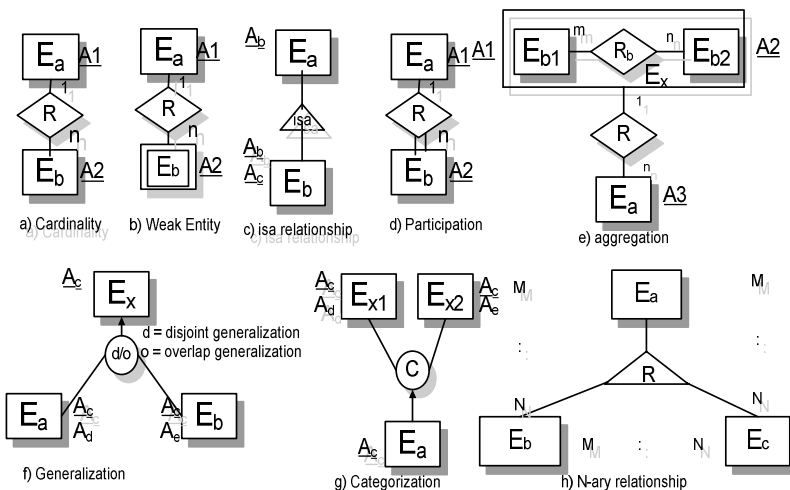 Ea A1
1
R
n
Eb A2
a) Cardinality
Ea A1
1
R
n
Eb A2
b) Weak Entity
Ab Ea
isa
Ab
Ac Eb
c) isa relationship
Ea A1
1
R
n
Eb A2
d) Participation
A1
Eb1 m Rb n Eb2 A2
Ex
1
R
n
Ea A3
e) aggregation
Ac
Ex
d = disjoint generalization
d/o o = overlap generalization
Ea Ac Ad
Ac Ae Eb
f) Generalization
Ac Ad Ex1
Ex2 Ac Ae
C
Ac Ea
g) Categorization
M Ea M
: :
R
N N
Eb M : N Ec
h) N-ary relationship